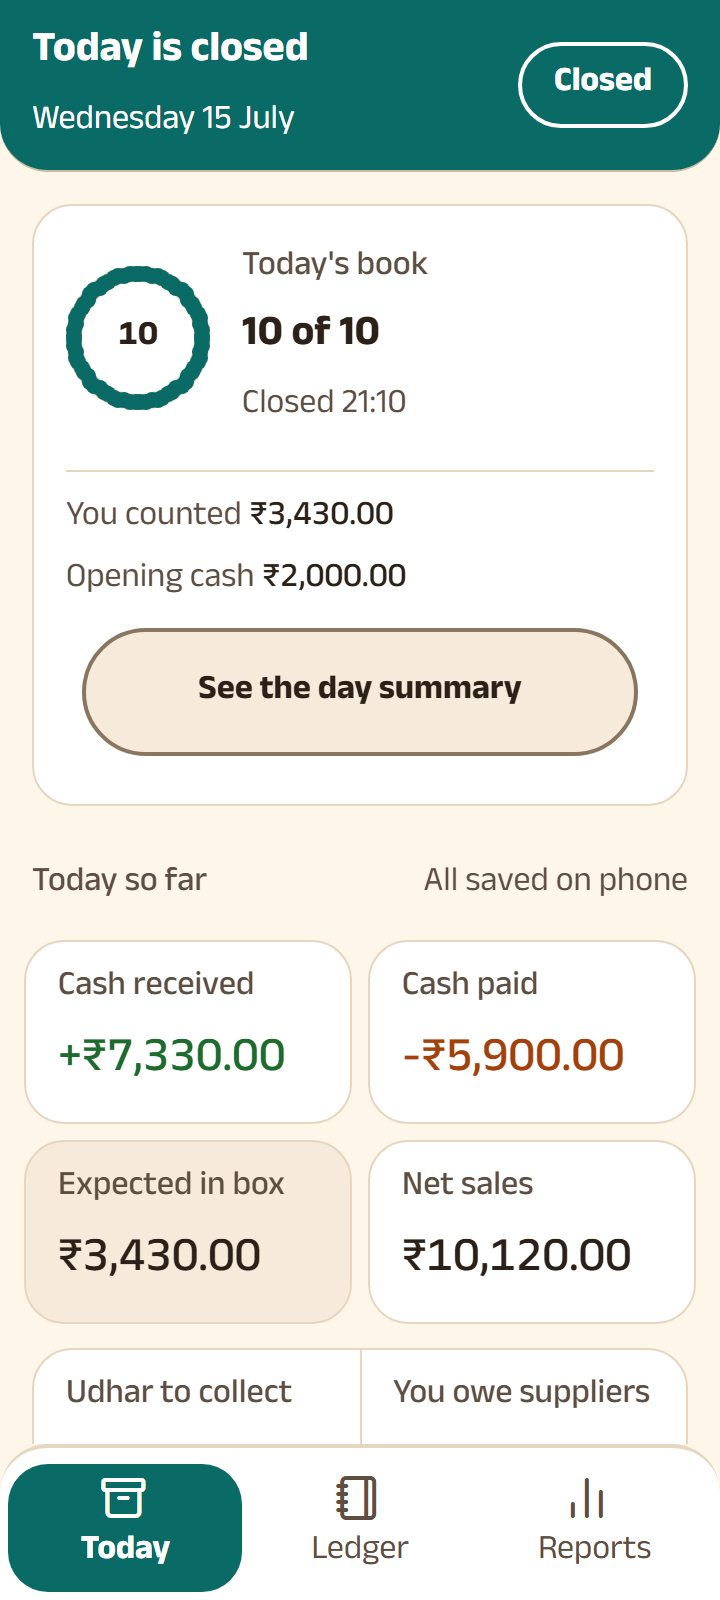 Today is closed
Wednesday 15 July
Closed
Today's book
10
10 of 10
Closed 21:10
You counted ₹3,430.00
Opening cash ₹2,000.00
See the day summary
Today so far
All saved on phone
Cash received
+₹7,330.00
Cash paid
-₹5,900.00
Expected in box
₹3,430.00
Net sales
₹10,120.00
Udhar to collect
You owe suppliers
Today
Ledger
Reports